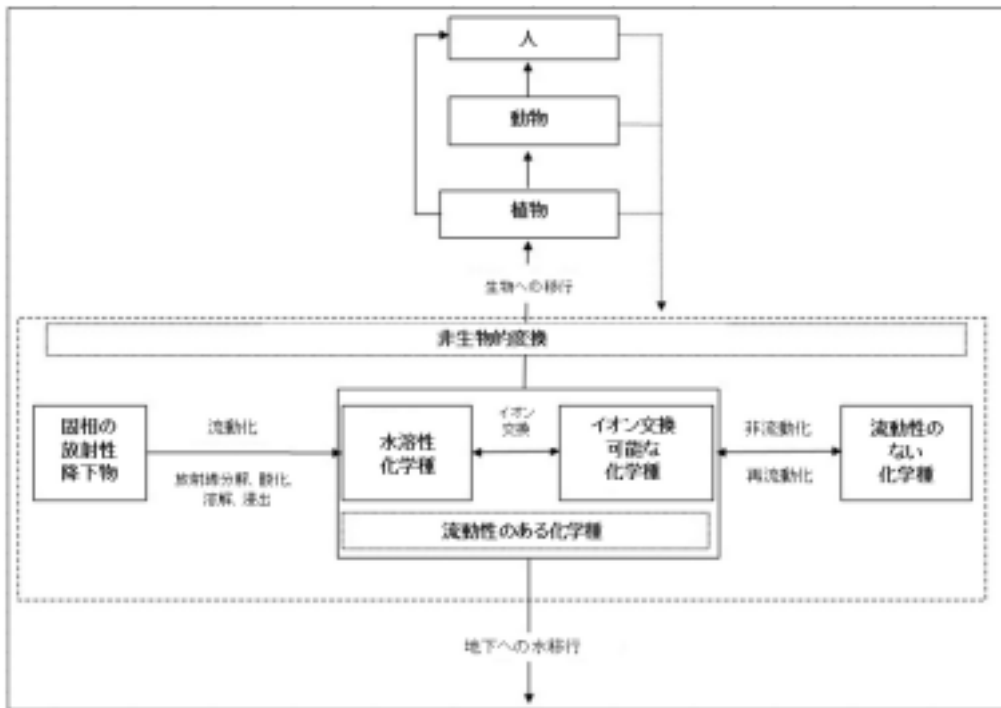 人
動物
植物
生物への移行
非生物的変換
固相の
放射性
降下物
流動化
放射線分解、酸化、
溶解、浸出
水溶性
化学種
イオン
交換
イオン交換
可能な
化学種
流動性のある化学種
非流動化
再流動化
流動性の
ない
化学種
地下への水移行